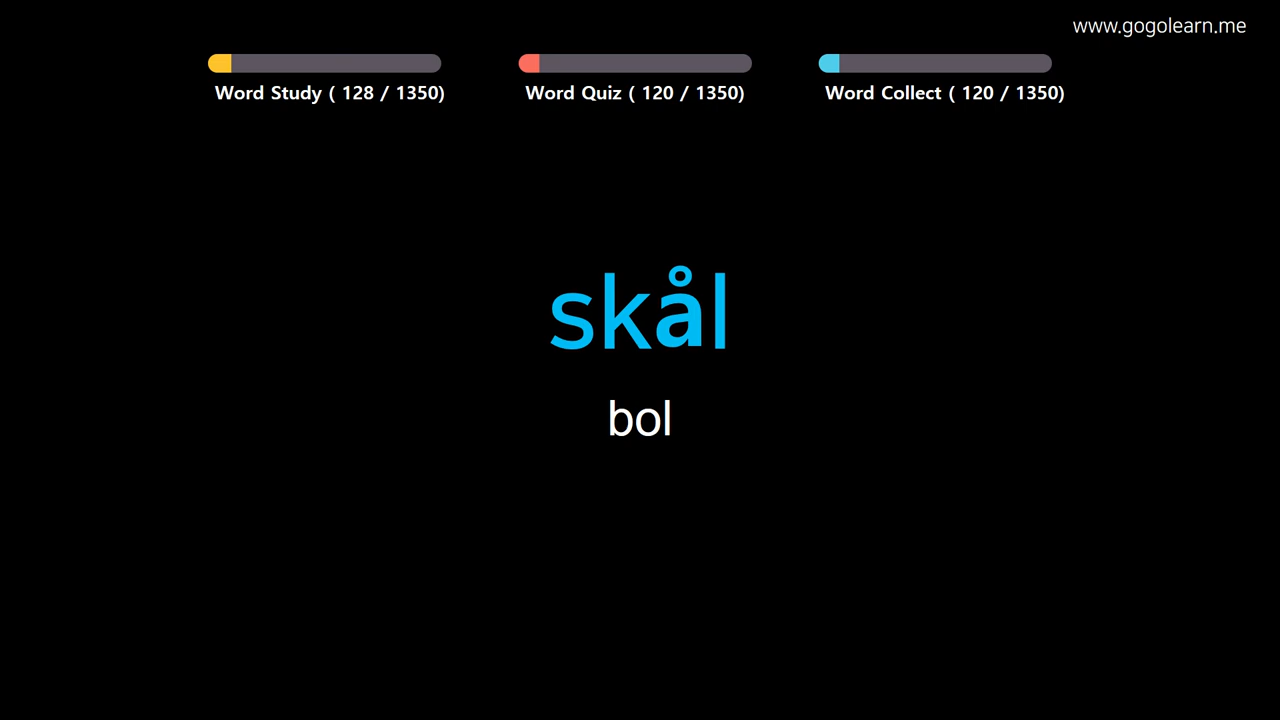 www.gogolearn.me
Word Study ( 128 / 1350)
Word Quiz ( 120 / 1350)
Word Collect ( 120 / 1350)
skål
bol